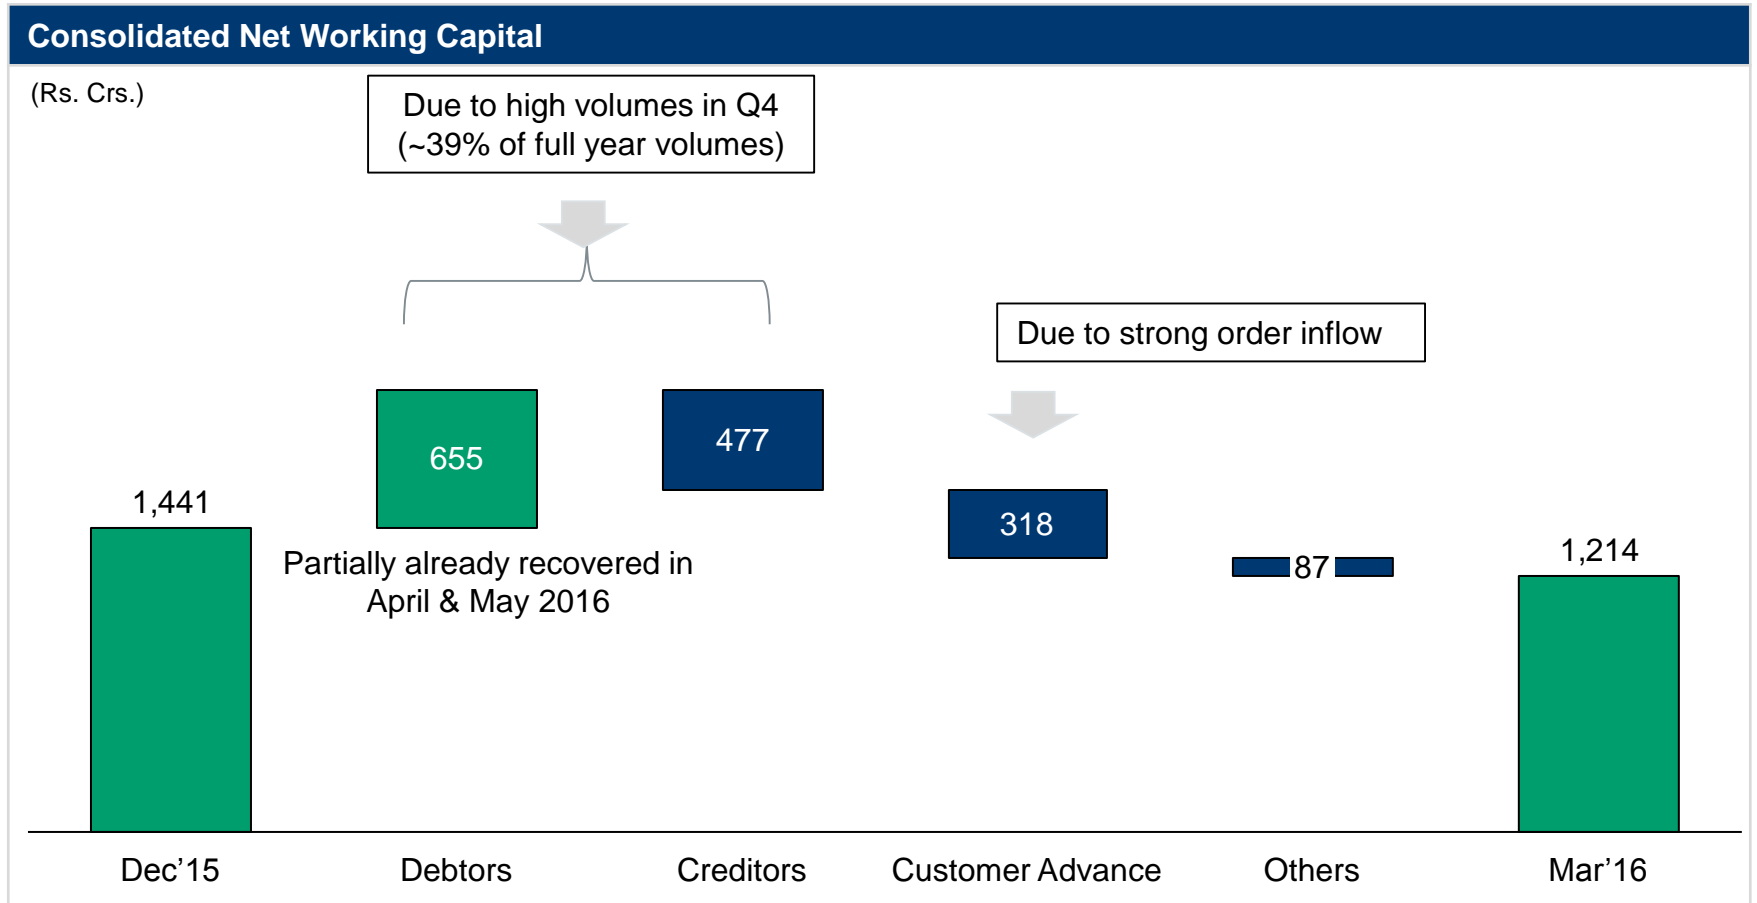 Consolidated Net Working Capital
(Rs. Crs.)
Due to high volumes in Q4
(~39% of full year volumes)
Due to strong order inflow
655
477
1,441
318
Partially already recovered in
April & May 2016
87
1,214
Dec’15
Debtors
Creditors
Customer Advance
Others
Mar’16